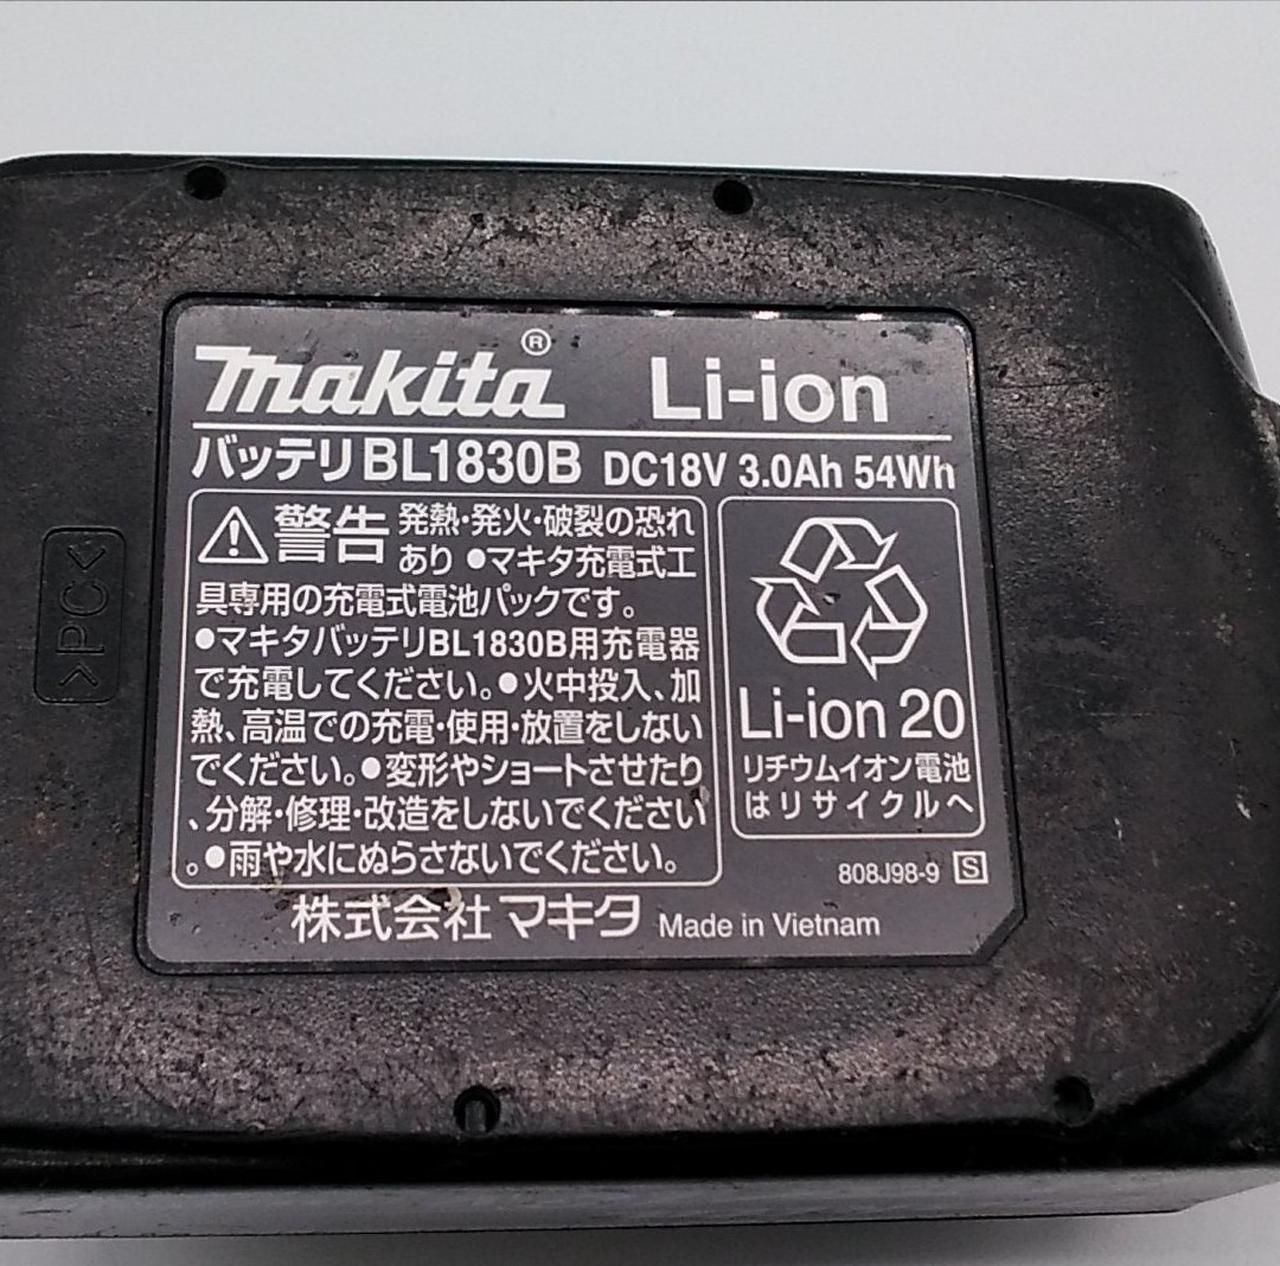 makita® Li-ion
バッテリBL1830B DC18V 3.0Ah 54Wh
警告 発熱・発火・破裂の恐れ
あり ●マキタ充電式工
具専用の充電式電池パックです。
●マキタバッテリBL1830B用充電器
で充電してください。●火中投入、加
熱、高温での充電・使用・放置をしない
でください。●変形やショートさせたり
、分解・修理・改造をしないでください
。●雨や水にぬらさないでください。
Li-ion 20
リチウムイオン電池
はリサイクルへ
808J98-9 S
株式会社マキタ Made in Vietnam
>PC<